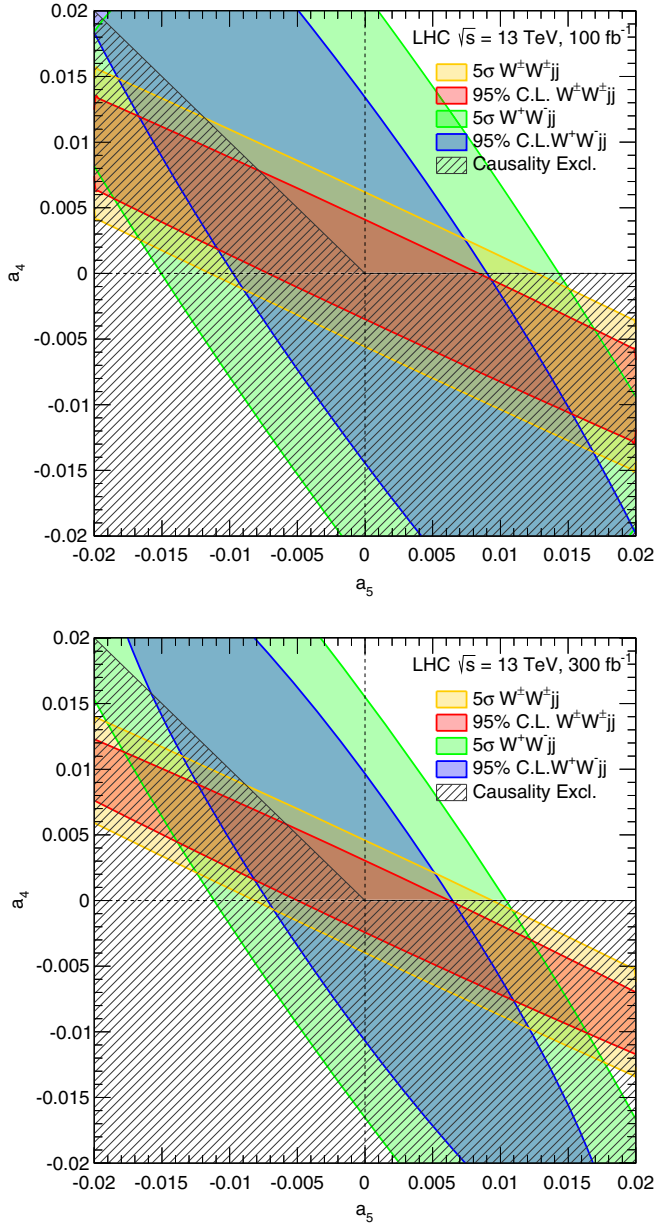 LHC √s = 13 TeV, 100 fb⁻¹
5σ W±W±jj
95% C.L. W±W±jj
5σ W⁺W⁻jj
95% C.L.W⁺W⁻jj
Causality Excl.
a₄
0.02
0.015
0.01
0.005
0
-0.005
-0.01
-0.015
-0.02
-0.02 -0.015 -0.01 -0.005 0 0.005 0.01 0.015 0.02
a₅
LHC √s = 13 TeV, 300 fb⁻¹
5σ W±W±jj
95% C.L. W±W±jj
5σ W⁺W⁻jj
95% C.L.W⁺W⁻jj
Causality Excl.
a₄
0.02
0.015
0.01
0.005
0
-0.005
-0.01
-0.015
-0.02
-0.02 -0.015 -0.01 -0.005 0 0.005 0.01 0.015 0.02
a₅